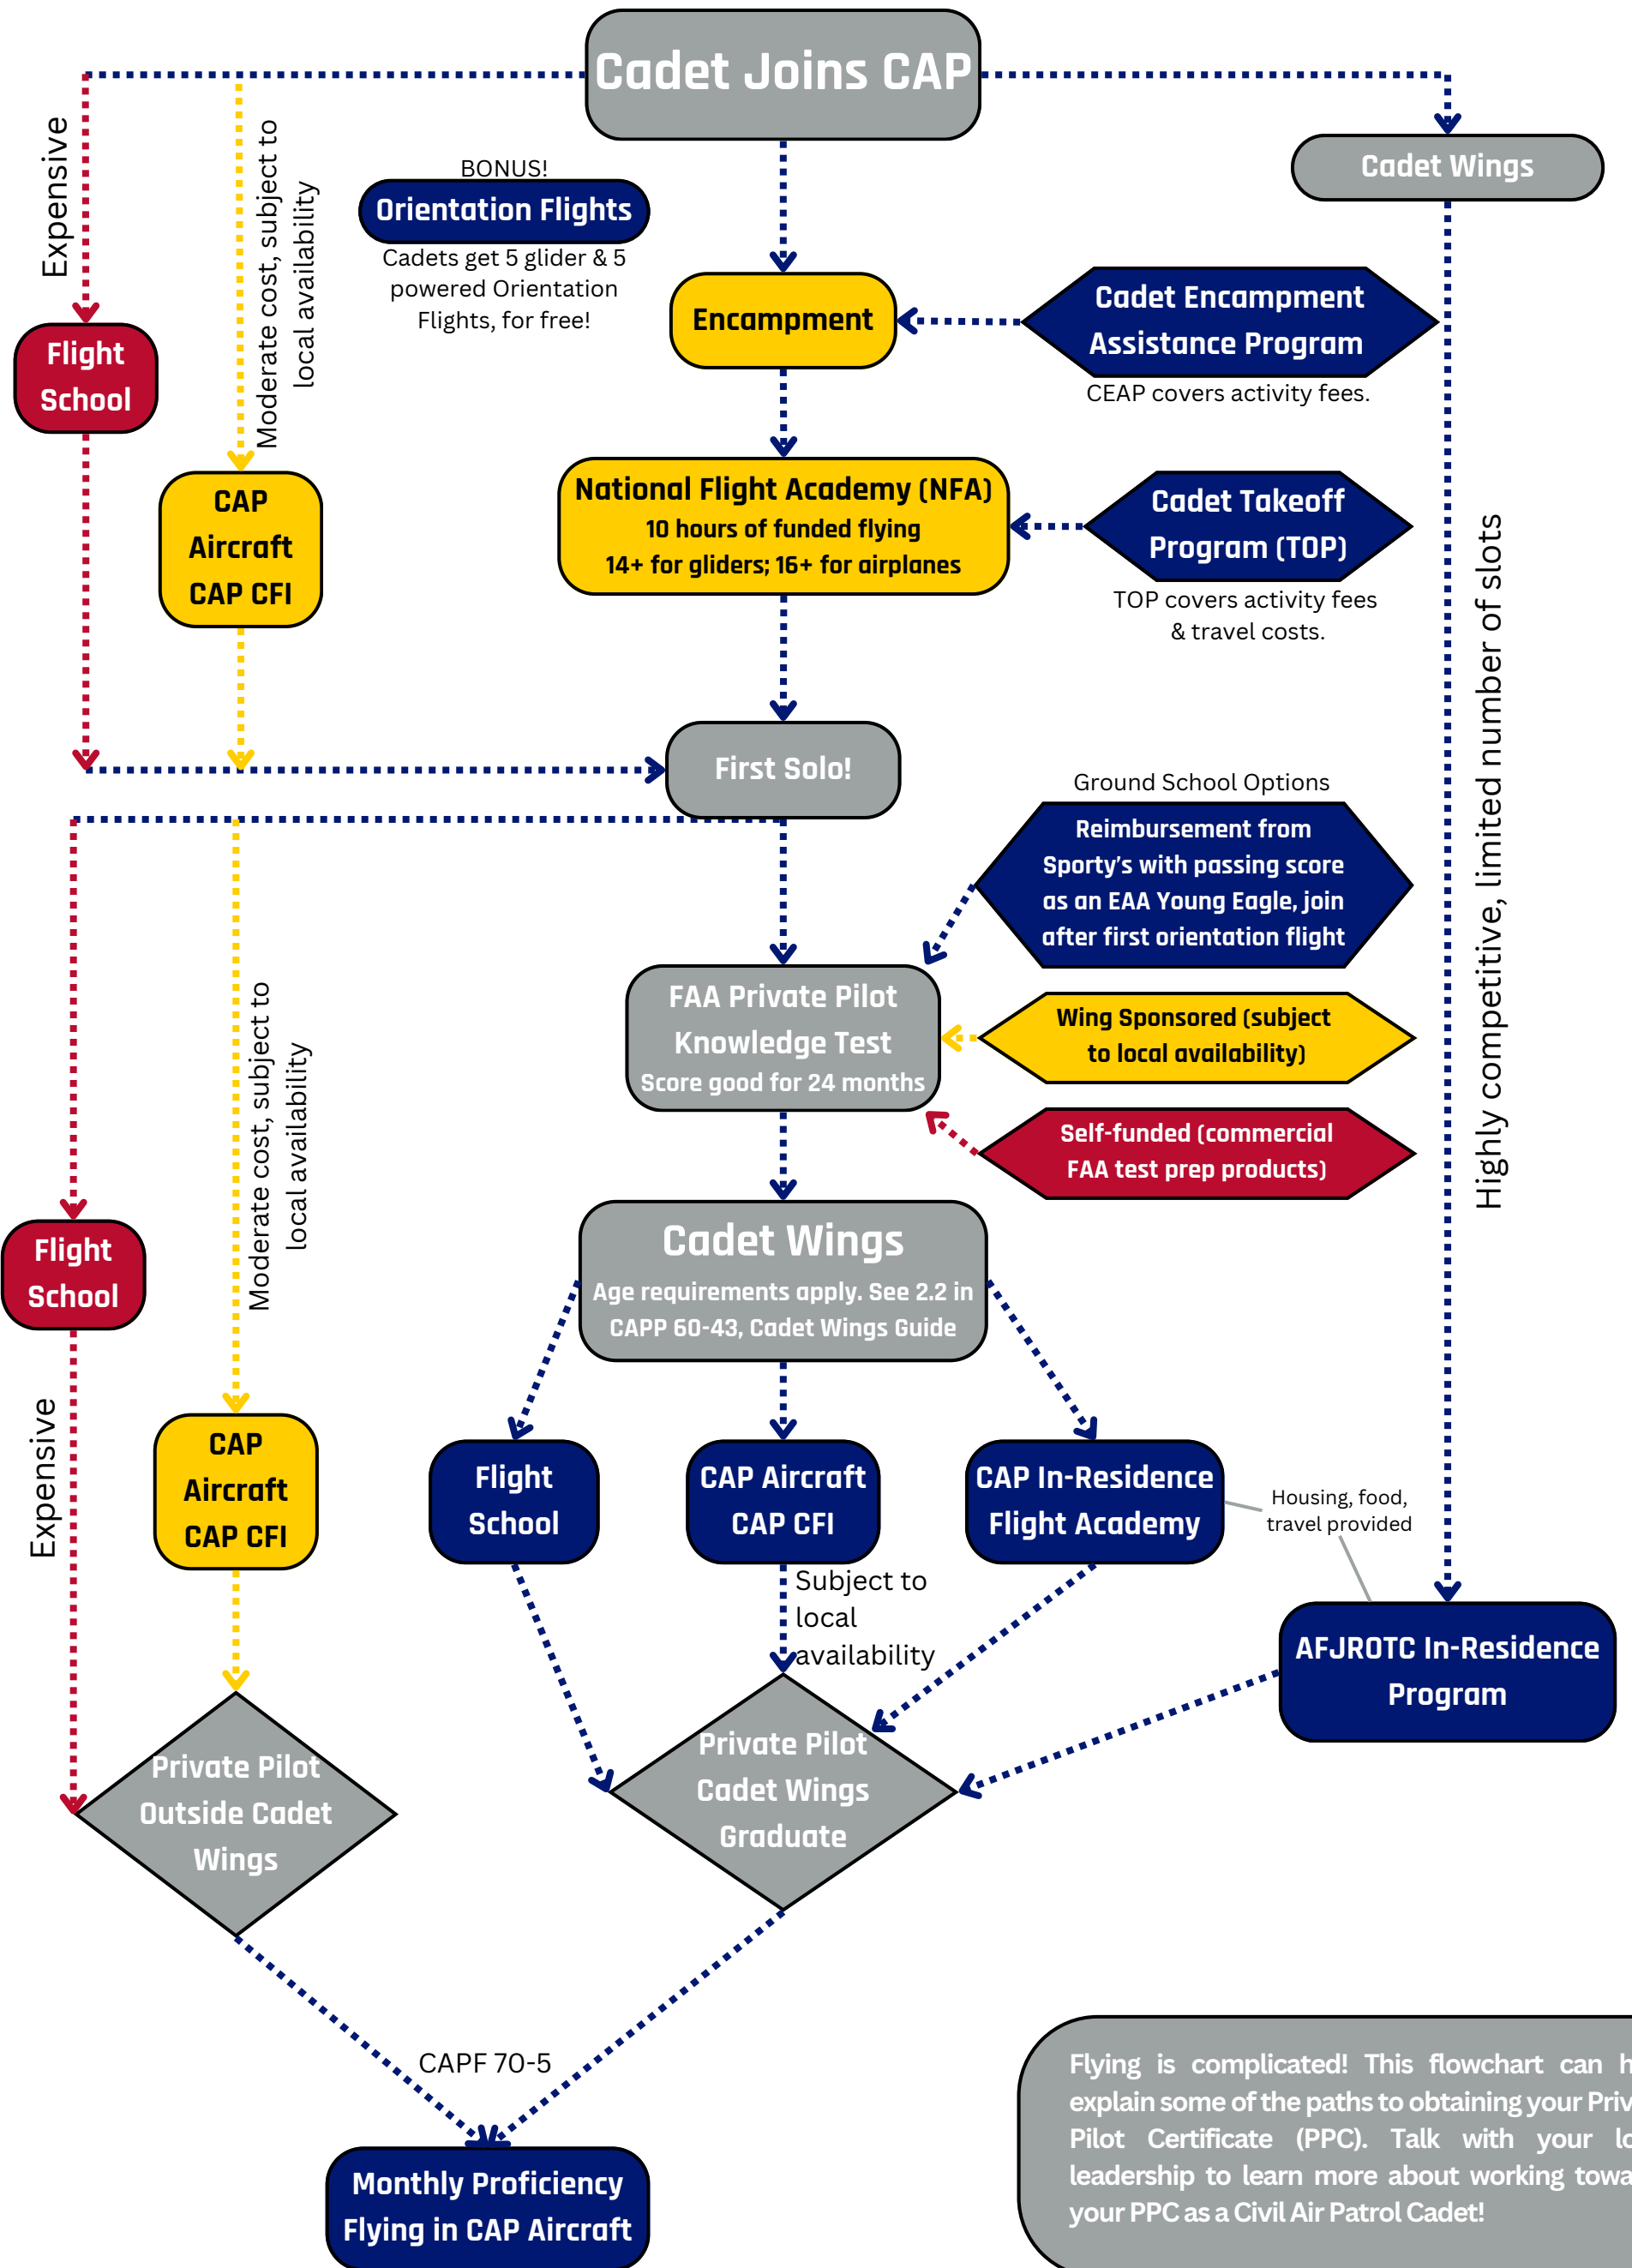 Cadet Joins CAP
Cadet Wings
Expensive
Moderate cost, subject to
local availability
BONUS!
Orientation Flights
Cadets get 5 glider & 5
powered Orientation
Flights, for free!
Encampment
Cadet Encampment
Assistance Program
CEAP covers activity fees.
Flight
School
CAP
Aircraft
CAP CFI
National Flight Academy (NFA)
10 hours of funded flying
14+ for gliders; 16+ for airplanes
Cadet Takeoff
Program (TOP)
TOP covers activity fees
& travel costs.
Highly competitive, limited number of slots
First Solo!
Ground School Options
Reimbursement from
Sporty’s with passing score
as an EAA Young Eagle, join
after first orientation flight
FAA Private Pilot
Knowledge Test
Score good for 24 months
Wing Sponsored (subject
to local availability)
Self-funded (commercial
FAA test prep products)
Moderate cost, subject to
local availability
Flight
School
Expensive
Cadet Wings
Age requirements apply. See 2.2 in
CAPP 60-43, Cadet Wings Guide
CAP
Aircraft
CAP CFI
Flight
School
CAP Aircraft
CAP CFI
CAP In-Residence
Flight Academy
Housing, food,
travel provided
Subject to
local
availability
AFJROTC In-Residence
Program
Private Pilot
Outside Cadet
Wings
Private Pilot
Cadet Wings
Graduate
CAPF 70-5
Monthly Proficiency
Flying in CAP Aircraft
Flying is complicated! This flowchart can
explain some of the paths to obtaining your
Pilot Certificate (PPC). Talk with your
leadership to learn more about working
your PPC as a Civil Air Patrol Cadet!